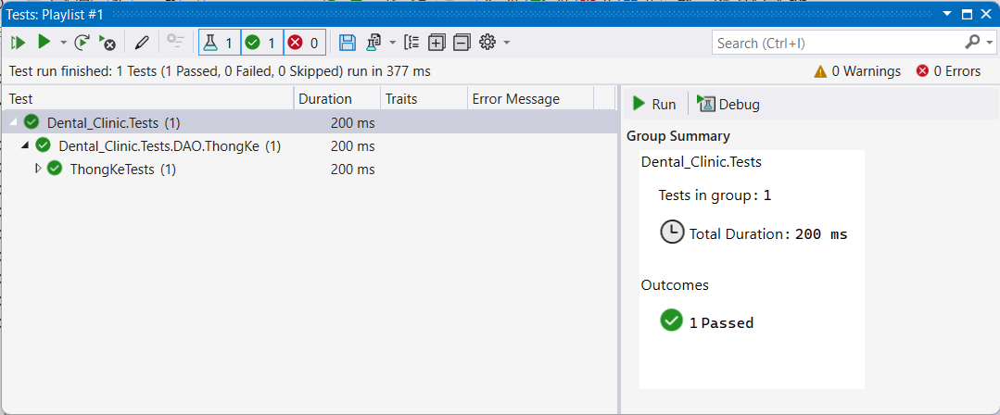 Tests: Playlist #1
1 1 0 Search (Ctrl+I)
Test run finished: 1 Tests (1 Passed, 0 Failed, 0 Skipped) run in 377 ms 0 Warnings 0 Errors
Test Duration Traits Error Message
Dental_Clinic.Tests (1) 200 ms
Dental_Clinic.Tests.DAO.ThongKe (1) 200 ms
ThongKeTests (1) 200 ms
Run Debug
Group Summary
Dental_Clinic.Tests
Tests in group: 1
Total Duration: 200 ms
Outcomes
1 Passed